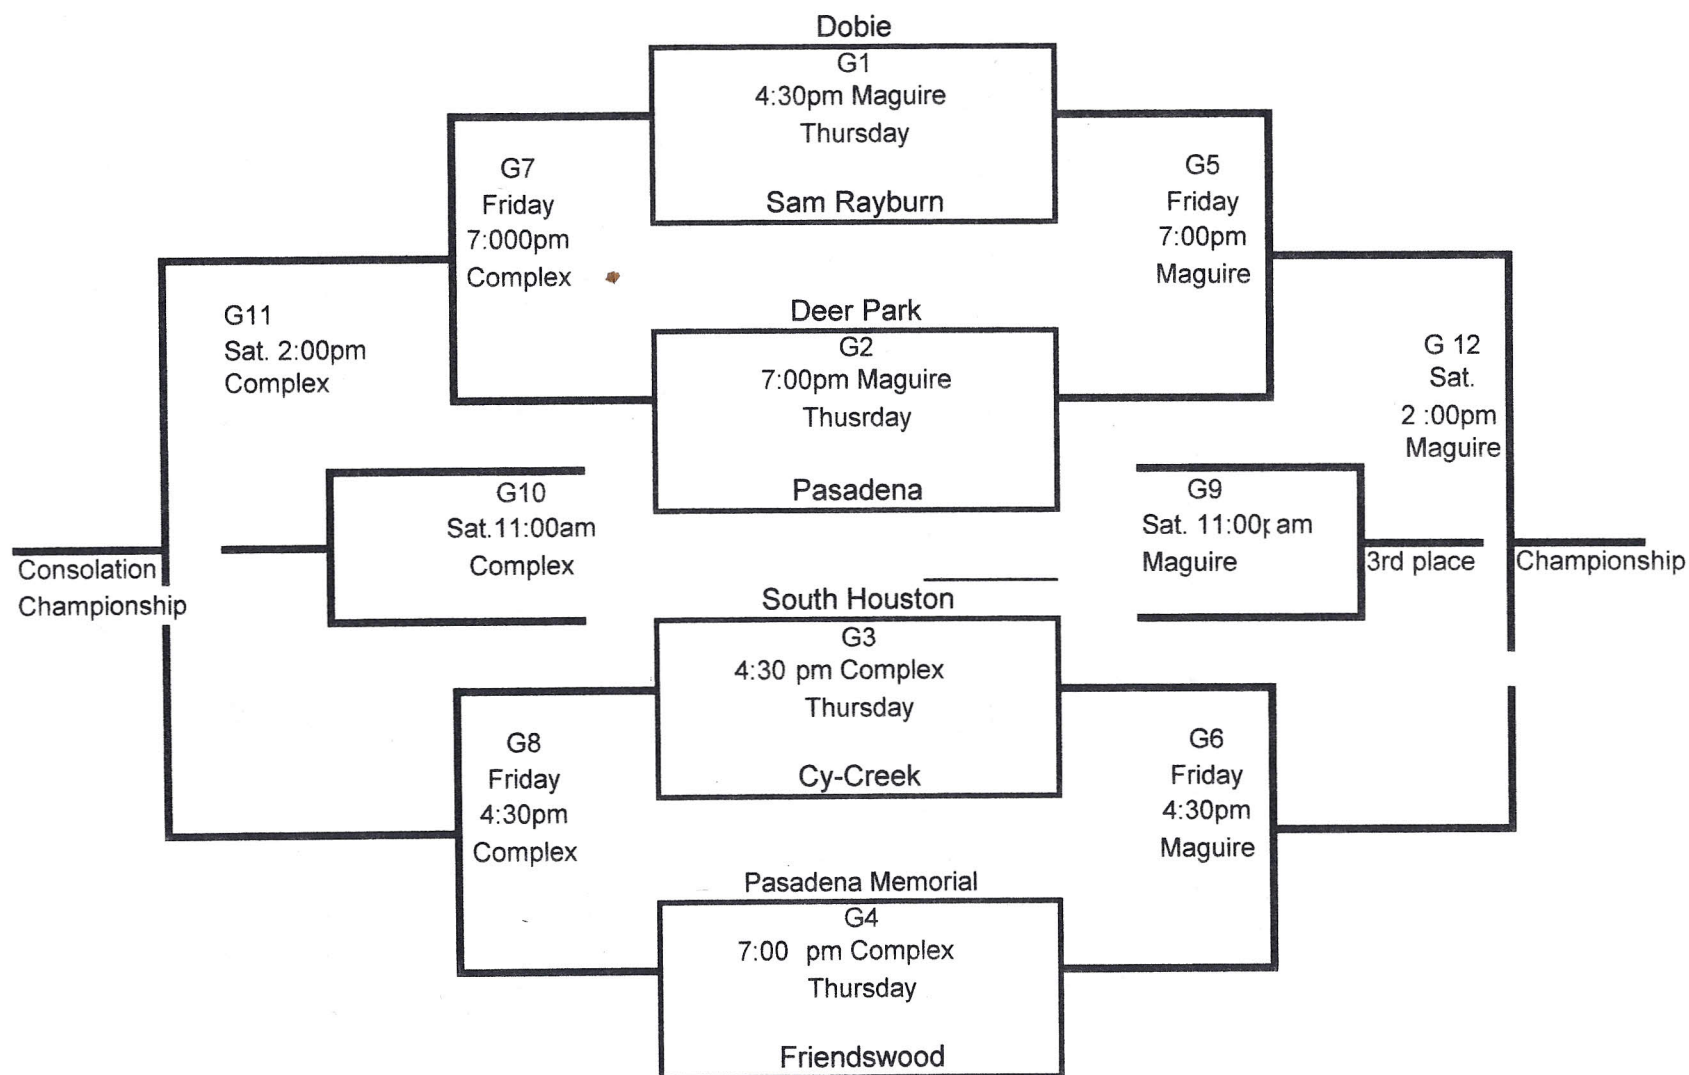 Dobie
G1
4:30pm Maguire
Thursday
Sam Rayburn
G7
Friday
7:000pm
Complex
G5
Friday
7:00pm
Maguire
G11
Sat. 2:00pm
Complex
Deer Park
G2
7:00pm Maguire
Thusrday
Pasadena
G 12
Sat.
2 :00pm
Maguire
G10
Sat.11:00am
Complex
G9
Sat. 11:00p am
Maguire
Consolation
Championship
3rd place
Championship
South Houston
G3
4:30 pm Complex
Thursday
Cy-Creek
G8
Friday
4:30pm
Complex
G6
Friday
4:30pm
Maguire
Pasadena Memorial
G4
7:00 pm Complex
Thursday
Friendswood